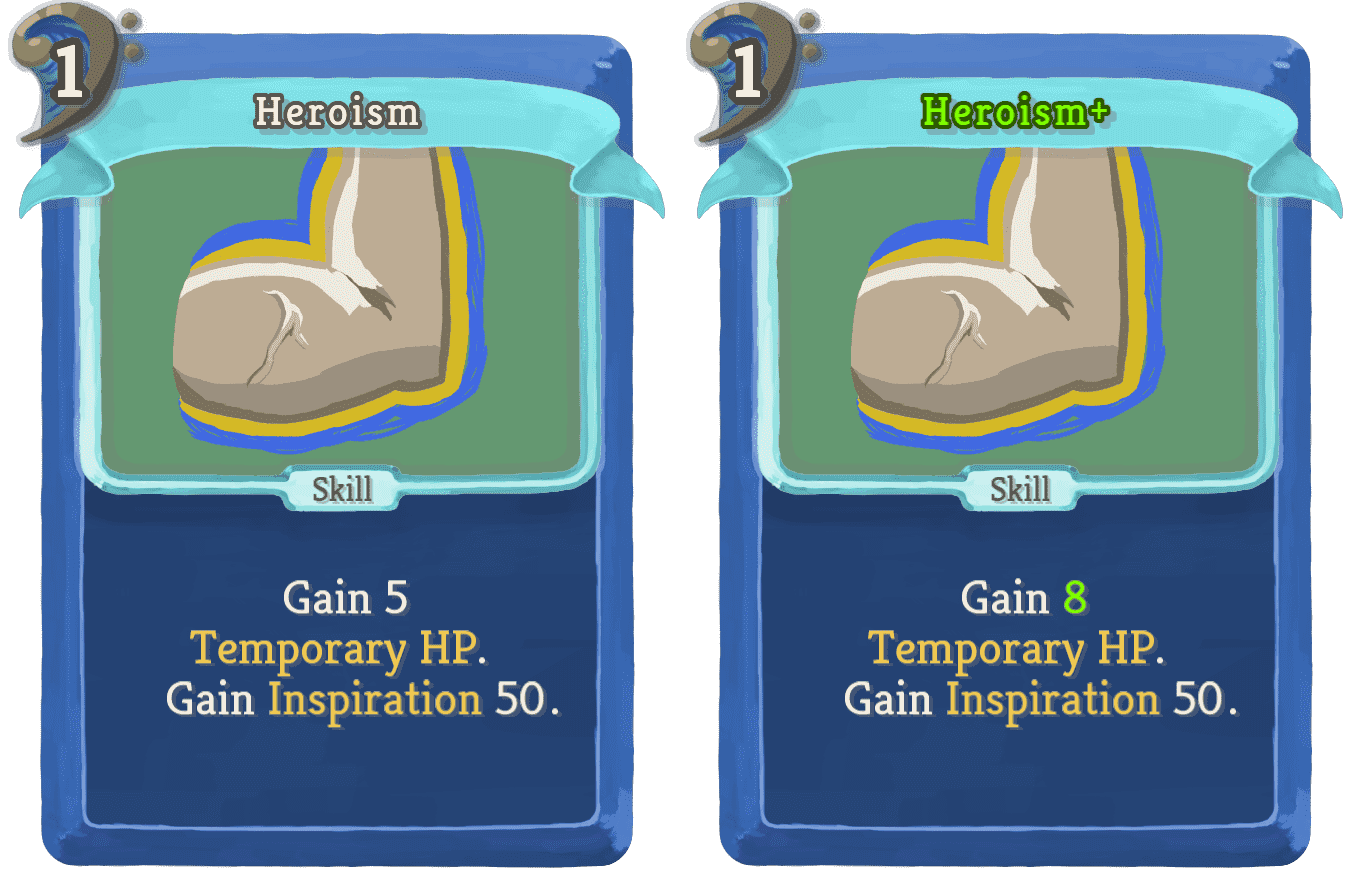 1
Heroism
Skill
Gain 5
Temporary HP.
Gain Inspiration 50.
1
Heroism+
Skill
Gain 8
Temporary HP.
Gain Inspiration 50.